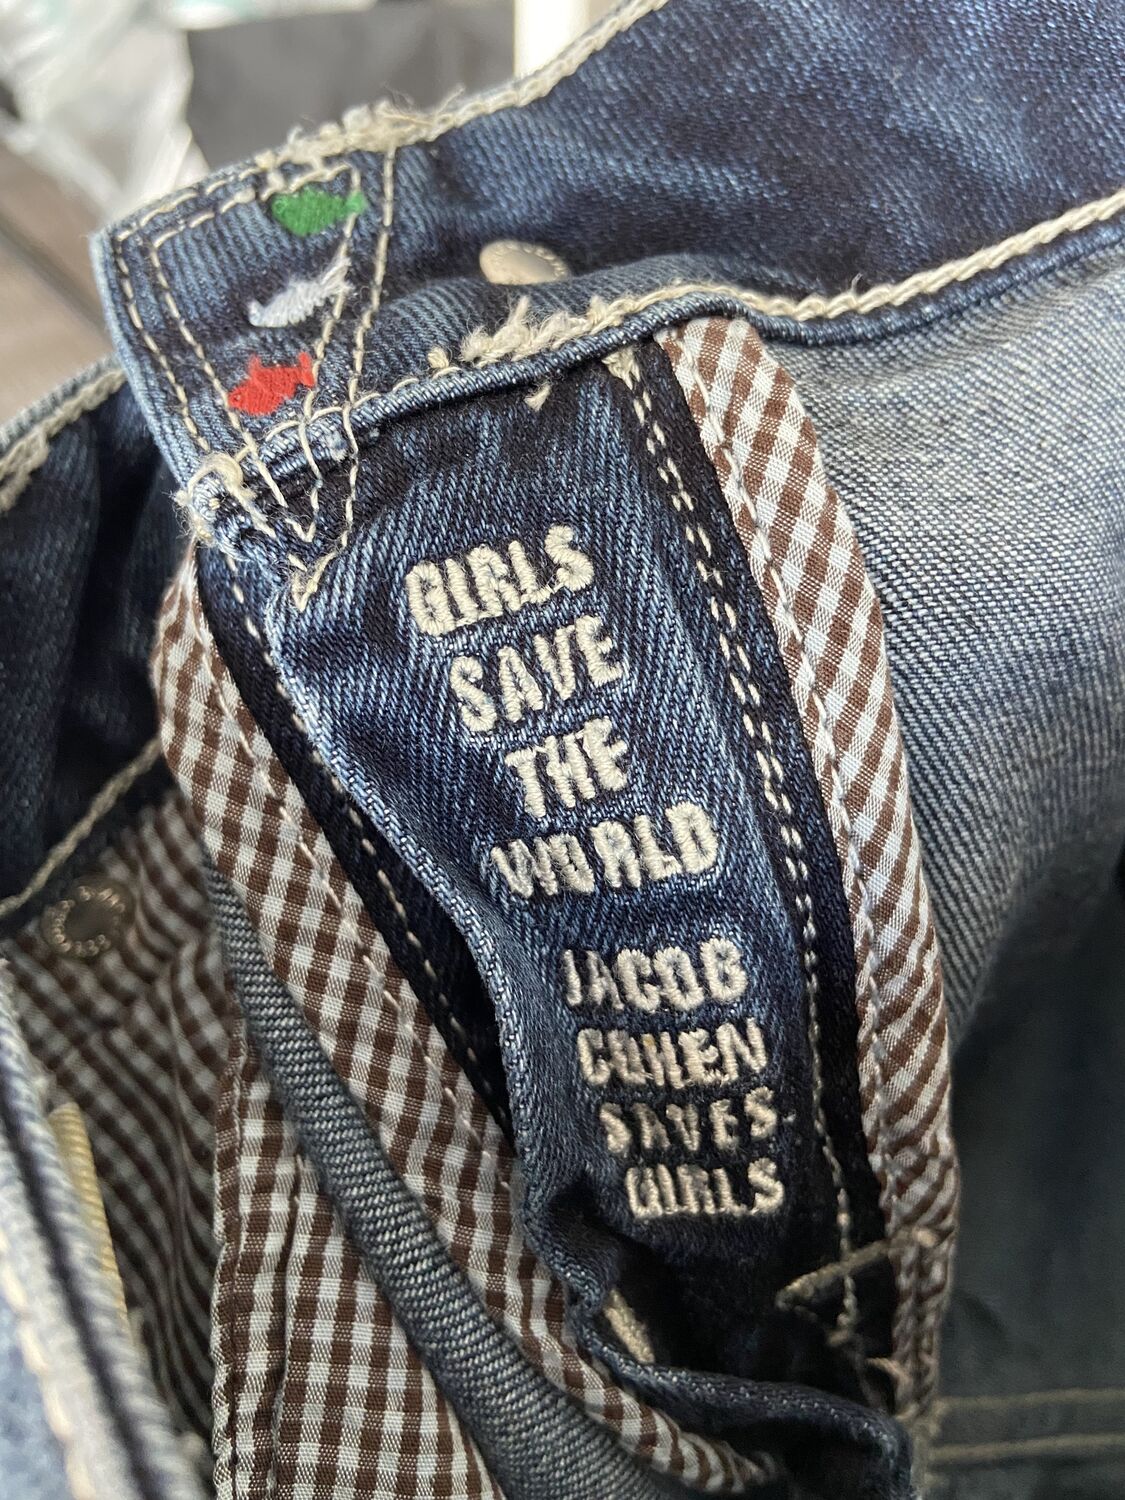 GIRLS
SAVE
THE
WORLD
JACOB
COHEN
SAVES
GIRLS